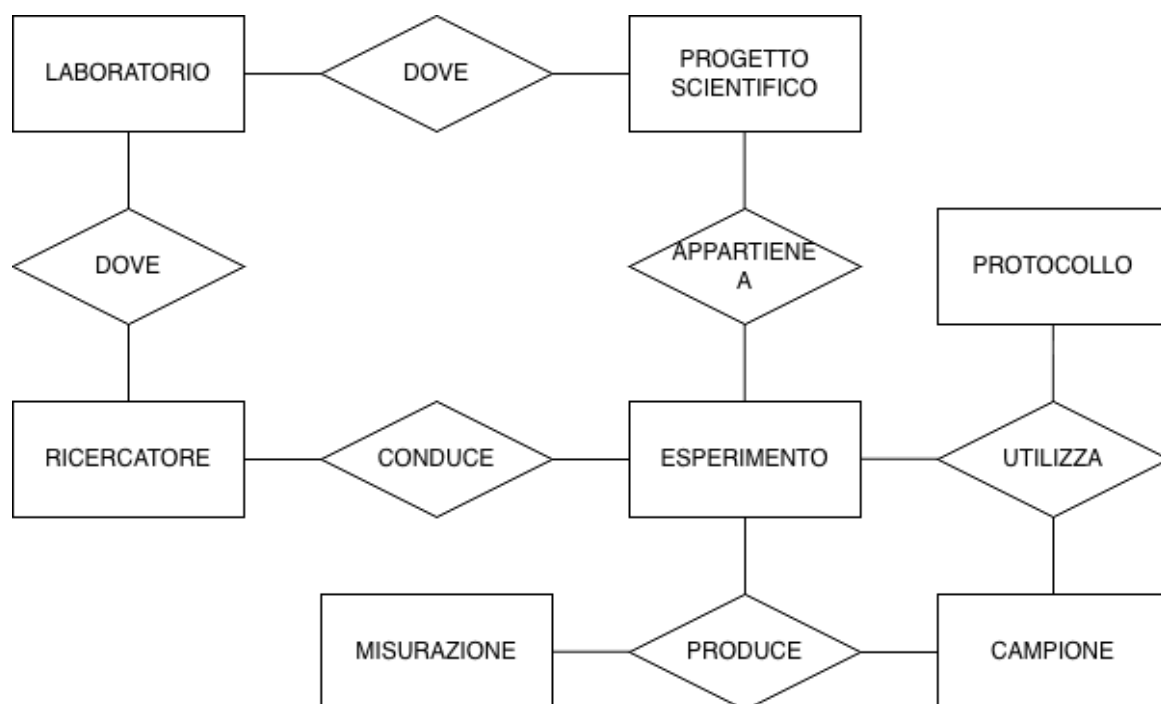 LABORATORIO
DOVE
PROGETTO
SCIENTIFICO
DOVE
APPARTIENE
A
PROTOCOLLO
RICERCATORE
CONDUCE
ESPERIMENTO
UTILIZZA
MISURAZIONE
PRODUCE
CAMPIONE